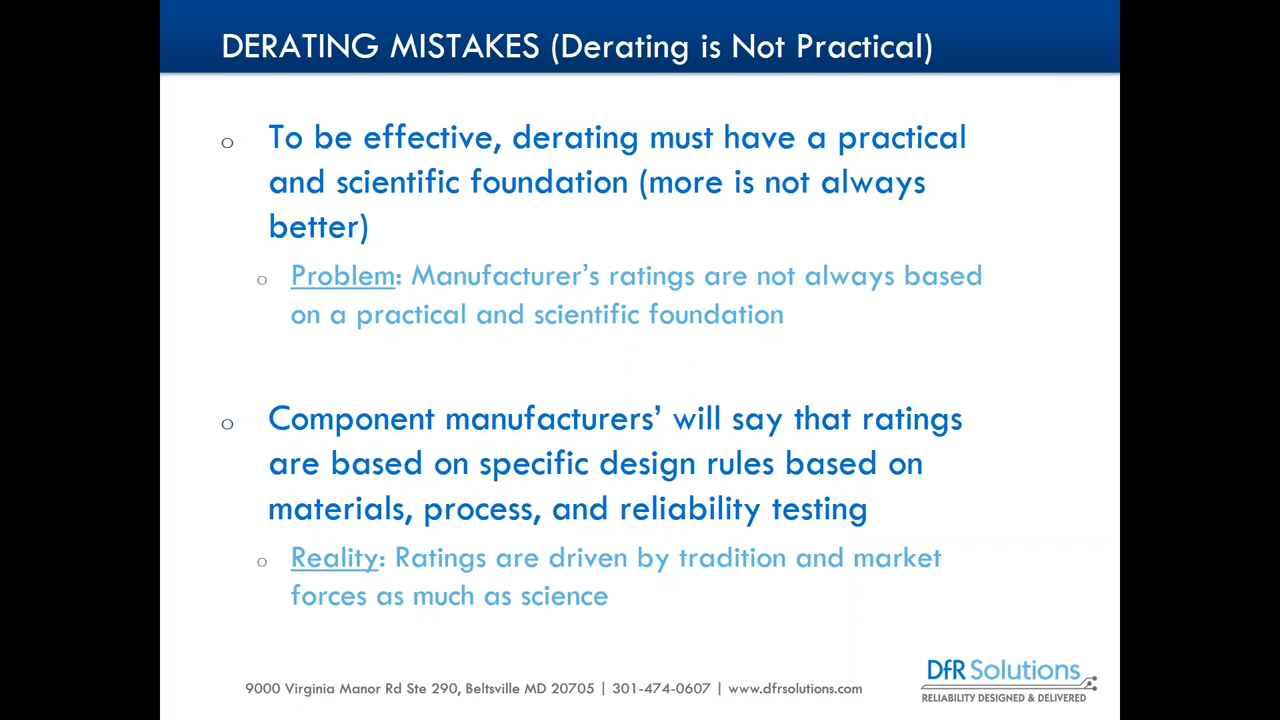 DERATING MISTAKES (Derating is Not Practical)
o To be effective, derating must have a practical
and scientific foundation (more is not always
better)
o Problem: Manufacturer’s ratings are not always based
on a practical and scientific foundation
o Component manufacturers’ will say that ratings
are based on specific design rules based on
materials, process, and reliability testing
o Reality: Ratings are driven by tradition and market
forces as much as science
9000 Virginia Manor Rd Ste 290, Beltsville MD 20705 | 301-474-0607 | www.dfrsolutions.com
DfR Solutions
RELIABILITY DESIGNED & DELIVERED